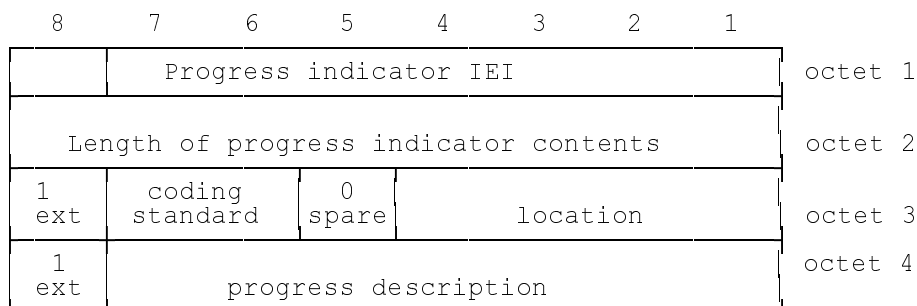 8 7 6 5 4 3 2 1
Progress indicator IEI octet 1
Length of progress indicator contents octet 2
1 coding 0
ext standard spare location octet 3
1 octet 4
ext progress description